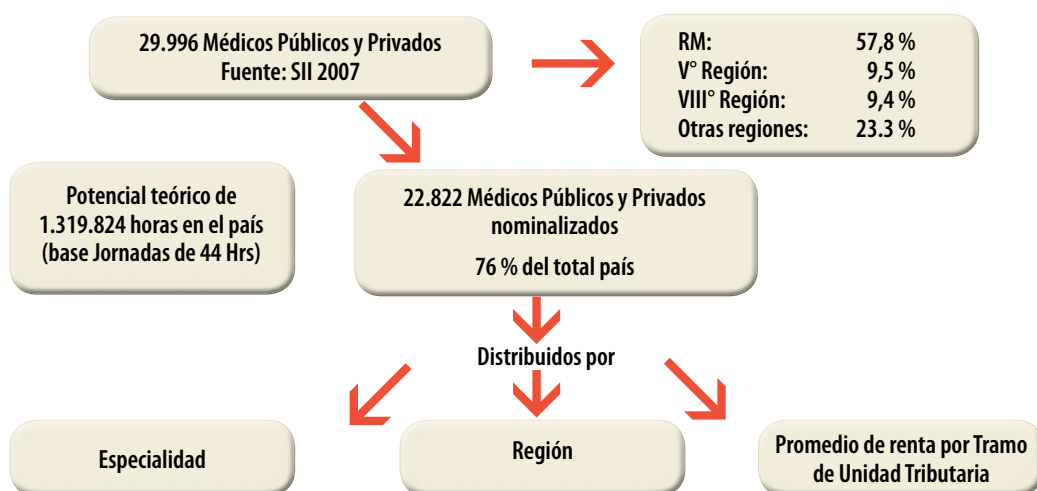 29.996 Médicos Públicos y Privados
Fuente: SII 2007
RM: 57,8 %
V° Región: 9,5 %
VIII° Región: 9,4 %
Otras regiones: 23.3 %
Potencial teórico de
1.319.824 horas en el país
(base Jornadas de 44 Hrs)
22.822 Médicos Públicos y Privados
nominalizados
76 % del total país
Distribuidos por
Especialidad
Región
Promedio de renta por Tramo
de Unidad Tributaria